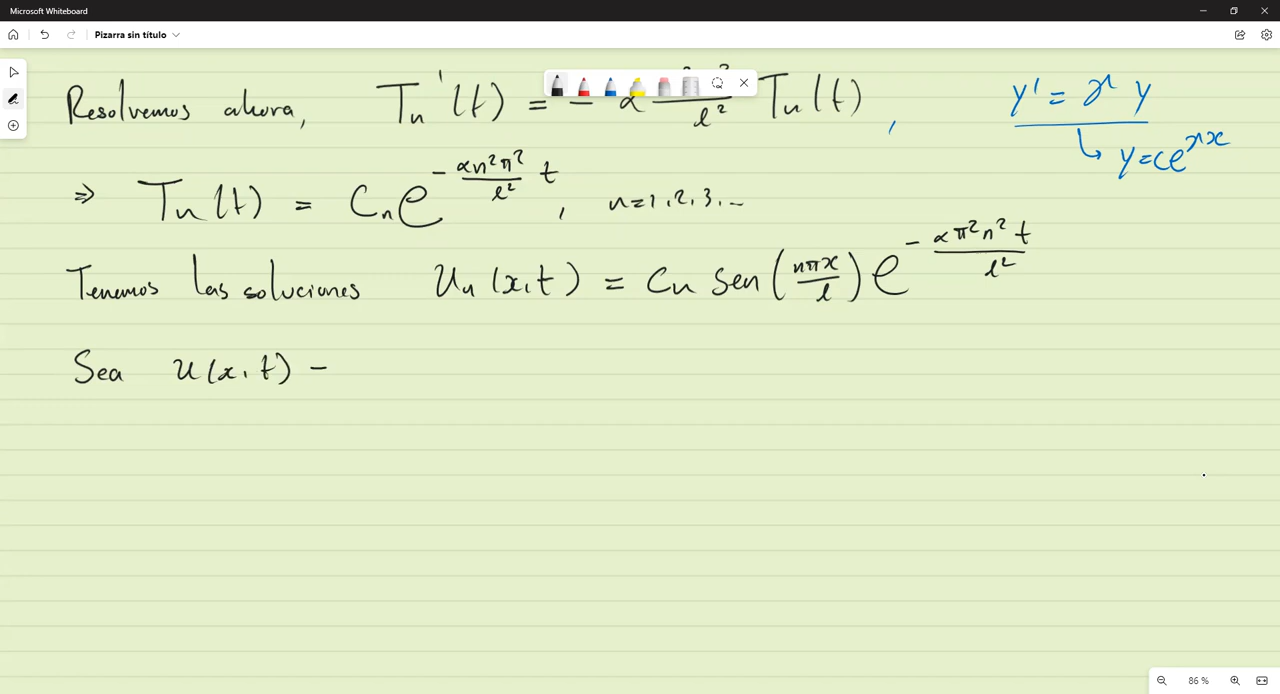 Microsoft Whiteboard
Pizarra sin título
Resolvemos ahora, Tn'(t) = - α n²π²/l² Tn(t),
y' = λ y
↳ y = ce^{λx}
⇒ Tn(t) = Cn e^{- αn²π²/l² t}, n=1,2,3,...
Tenemos las soluciones Un(x,t) = Cn Sen(nπx/l) e^{- απ²n²t/l²}
Sea u(x,t) -
86 %